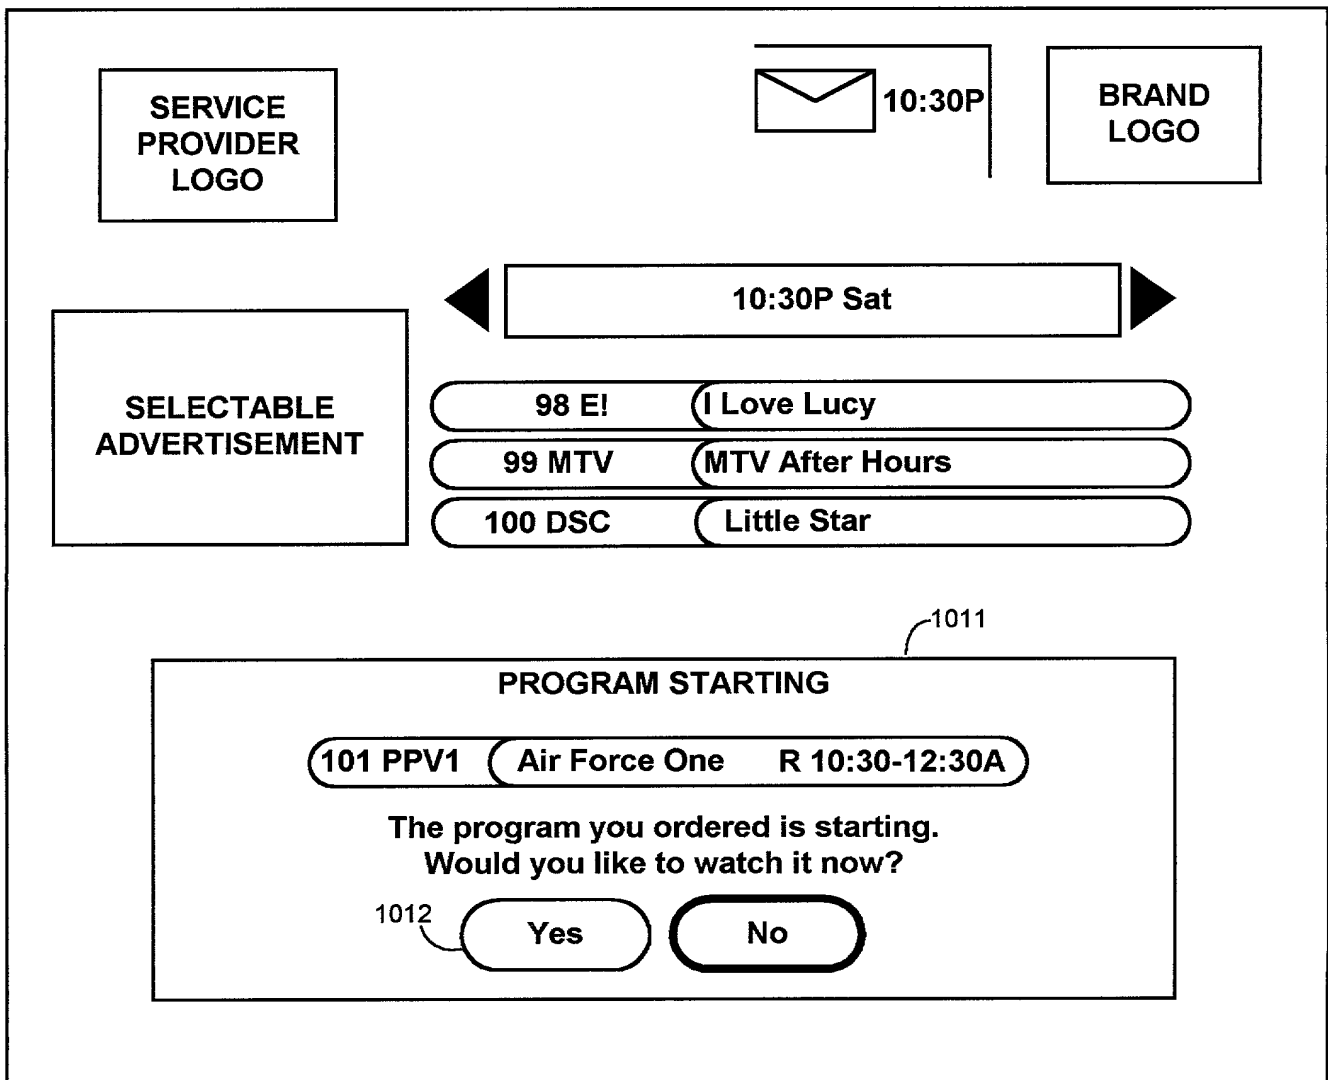 SERVICE
PROVIDER
LOGO
10:30P
BRAND
LOGO
10:30P Sat
SELECTABLE
ADVERTISEMENT
98 E! I Love Lucy
99 MTV MTV After Hours
100 DSC Little Star
1011
PROGRAM STARTING
101 PPV1 Air Force One R 10:30-12:30A
The program you ordered is starting.
Would you like to watch it now?
1012
Yes No